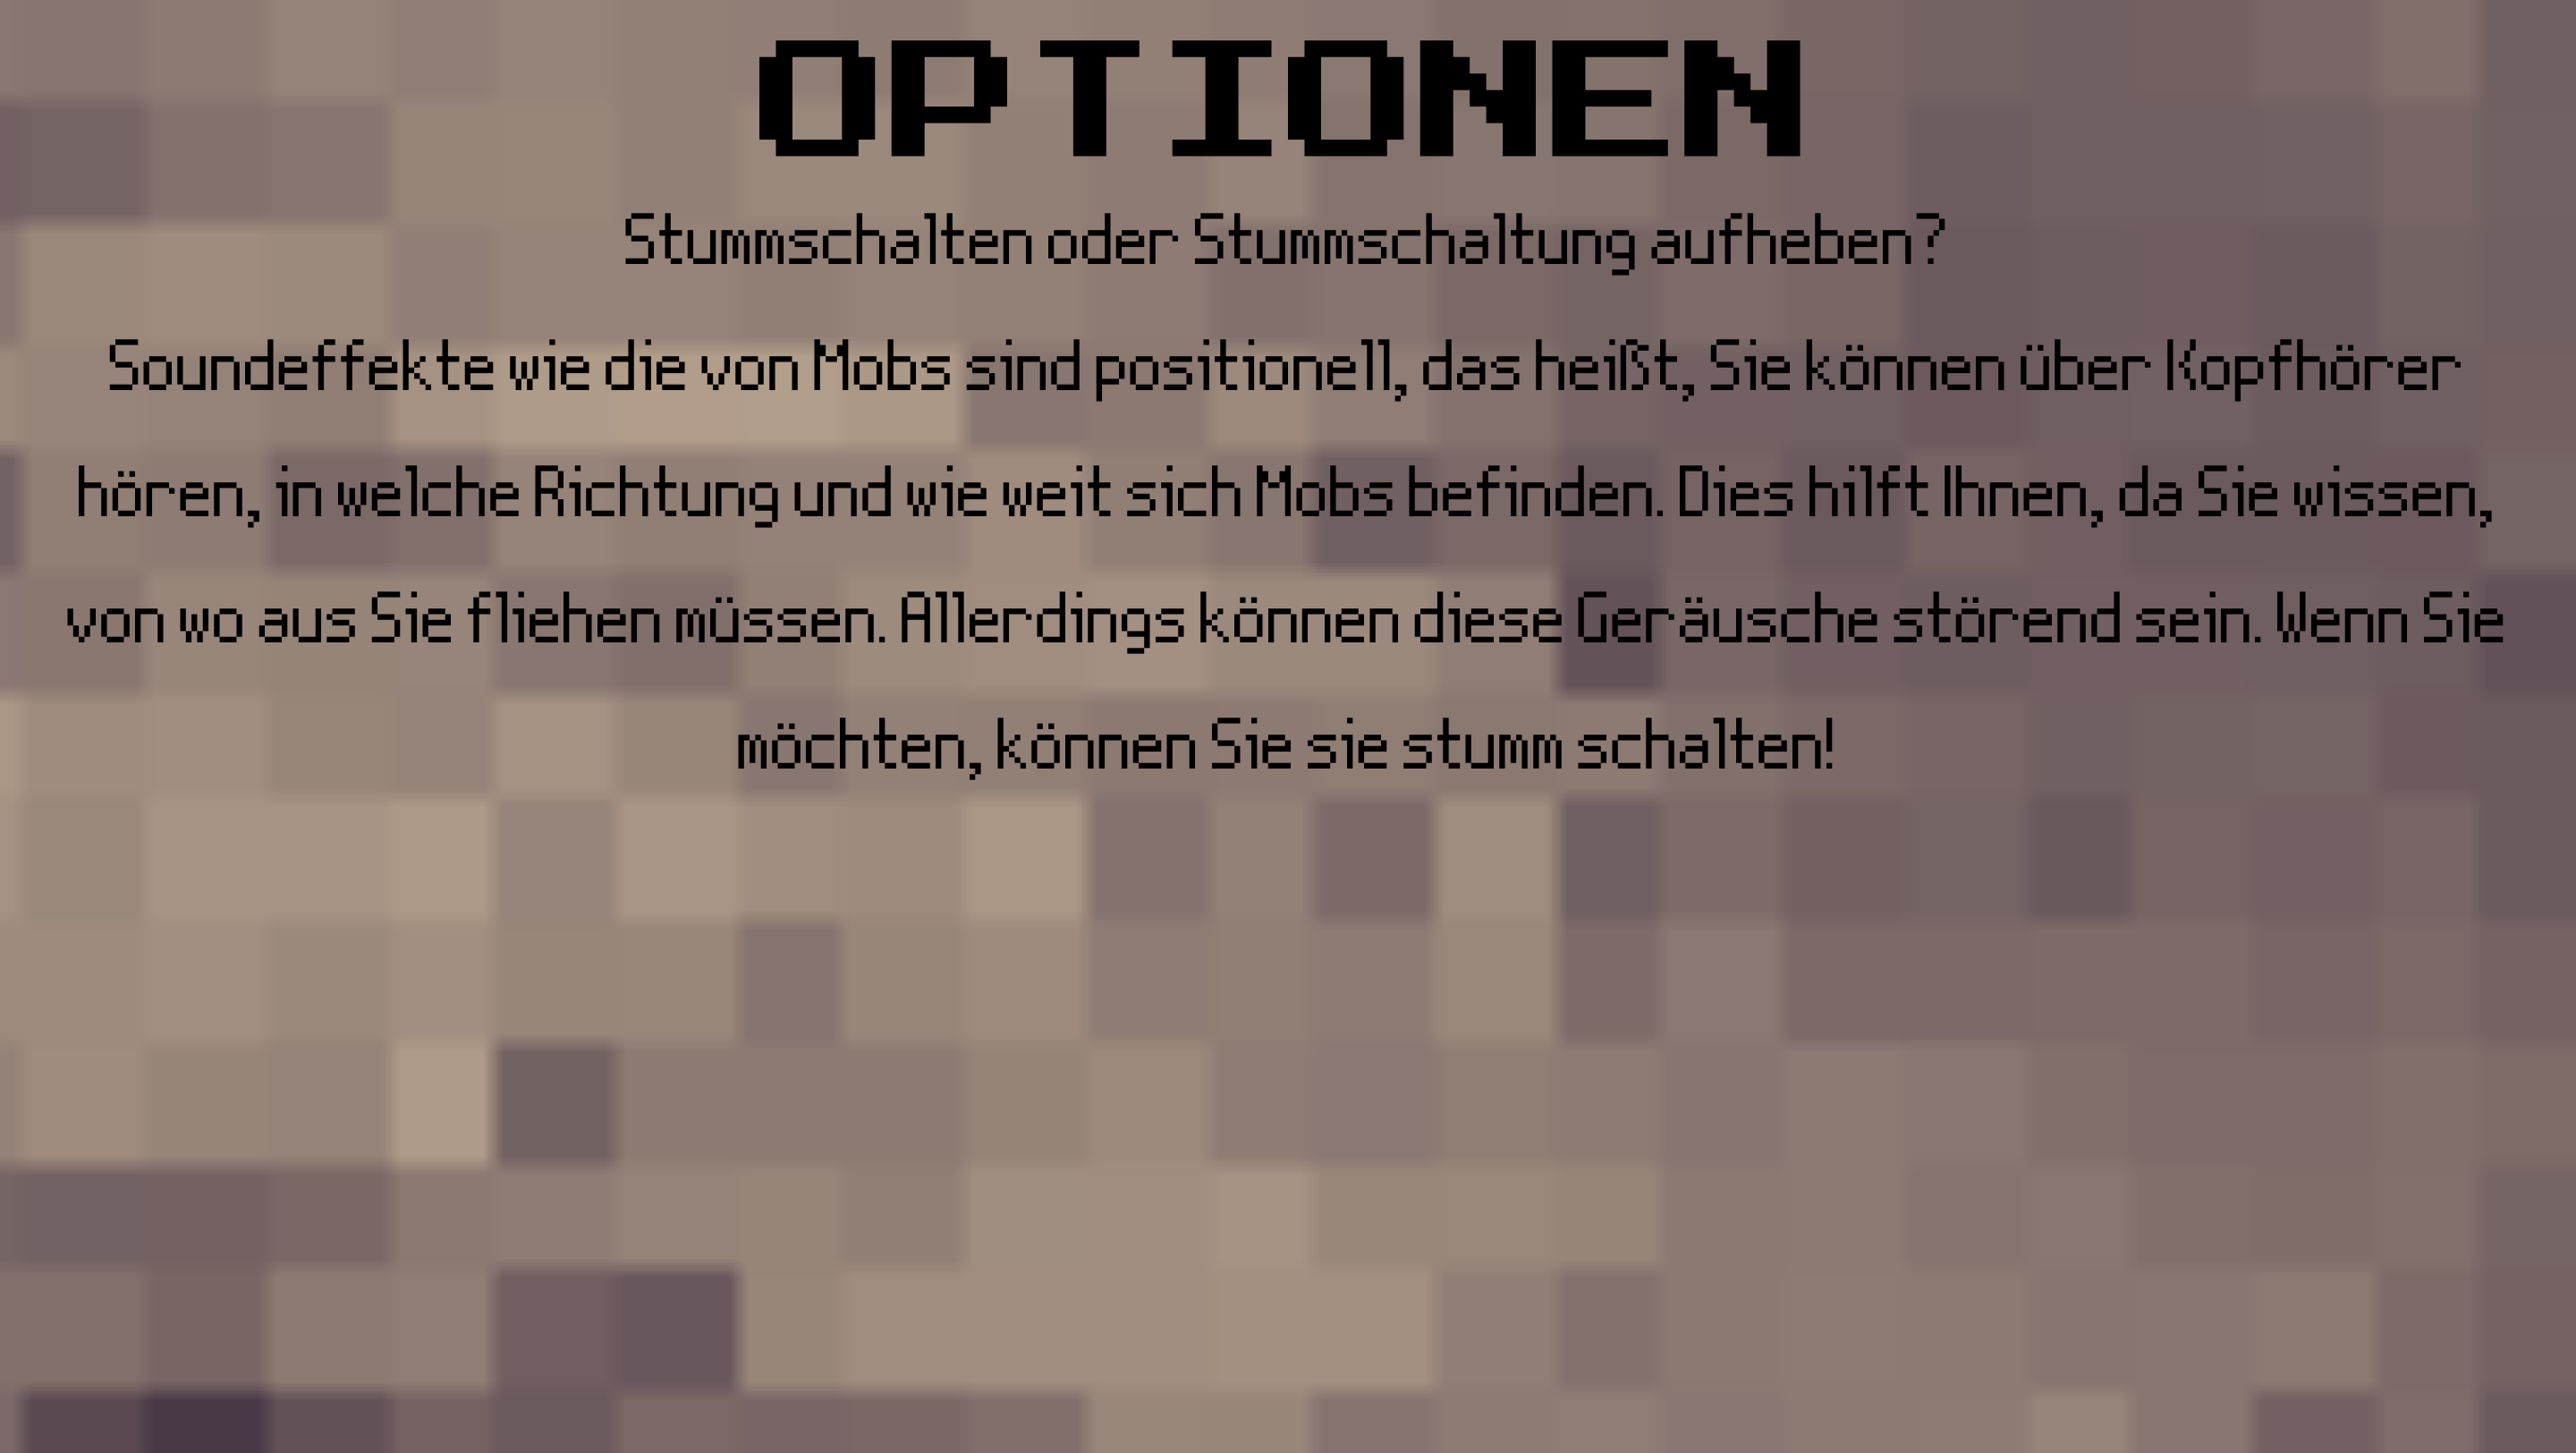 OPTIONEN
Stummschalten oder Stummschaltung aufheben?
Soundeffekte wie die von Mobs sind positionell, das heißt, Sie können über Kopfhörer
hören, in welche Richtung und wie weit sich Mobs befinden. Dies hilft Ihnen, da Sie wissen,
von wo aus Sie fliehen müssen. Allerdings können diese Geräusche störend sein. Wenn Sie
möchten, können Sie sie stumm schalten!